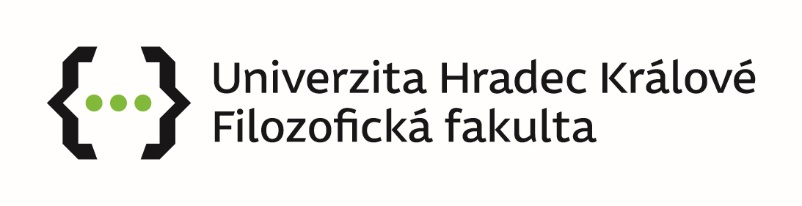 Univerzita Hradec Králové
Filozofická fakulta